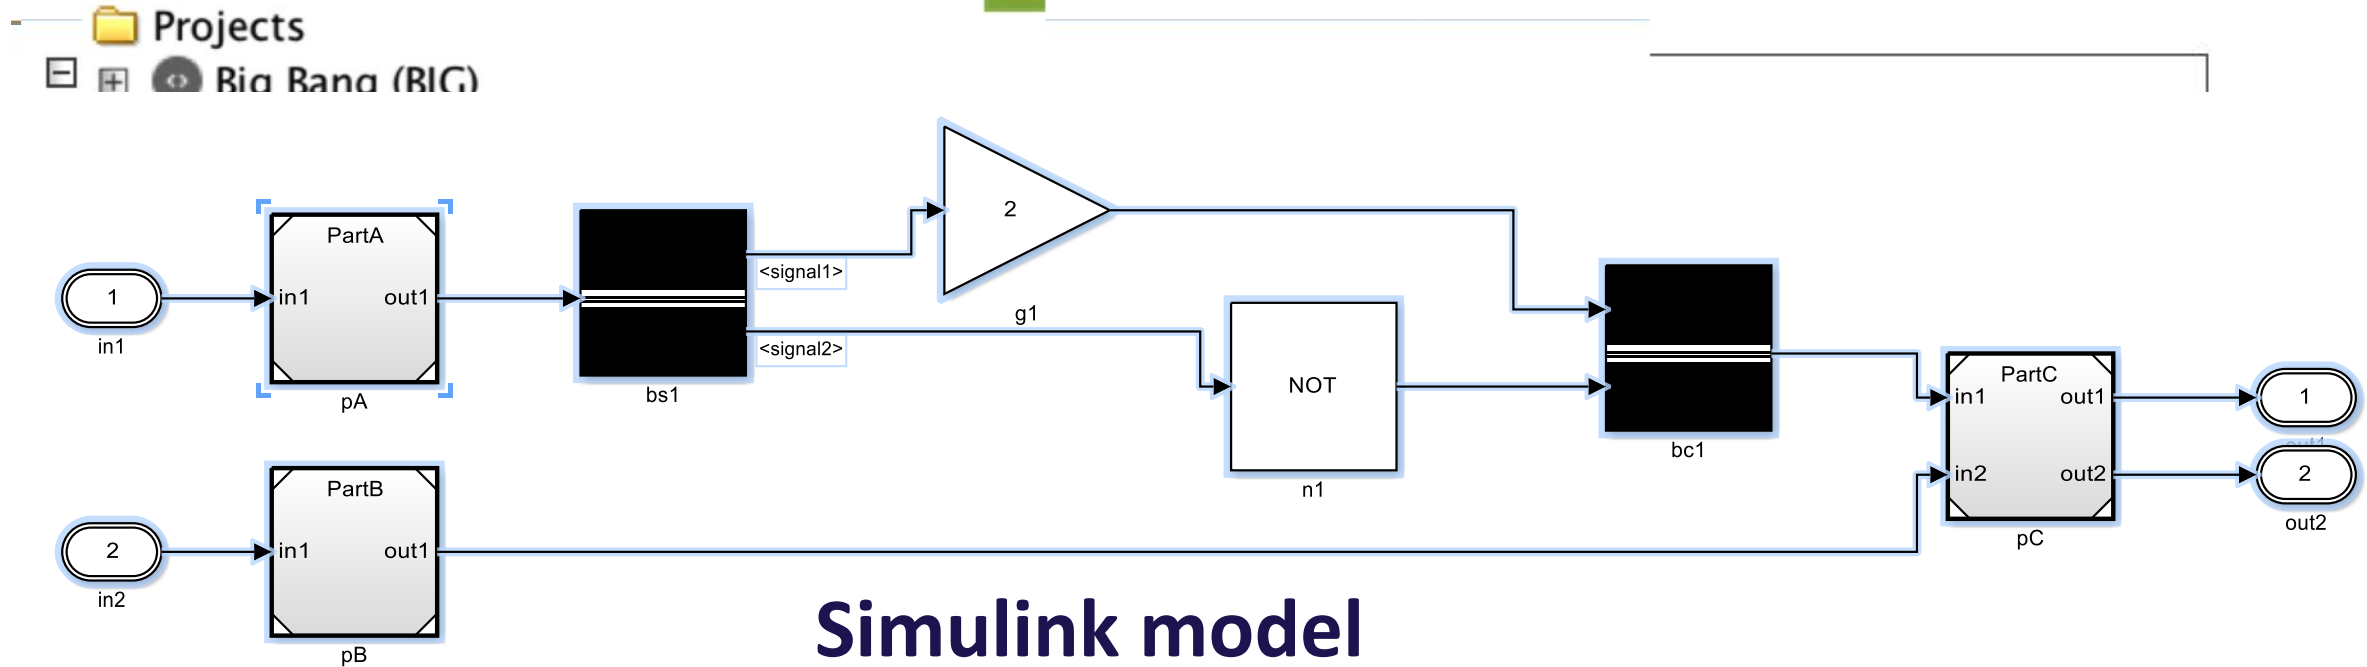 Projects
Big Bang (BIG)
2
PartA
<signal1>
1
in1
out1
in1
g1
<signal2>
pA
bs1
NOT
PartC
in1
out1
1
out1
bc1
in2
out2
2
n1
out2
pC
PartB
2
in1
out1
in2
pB
Simulink model